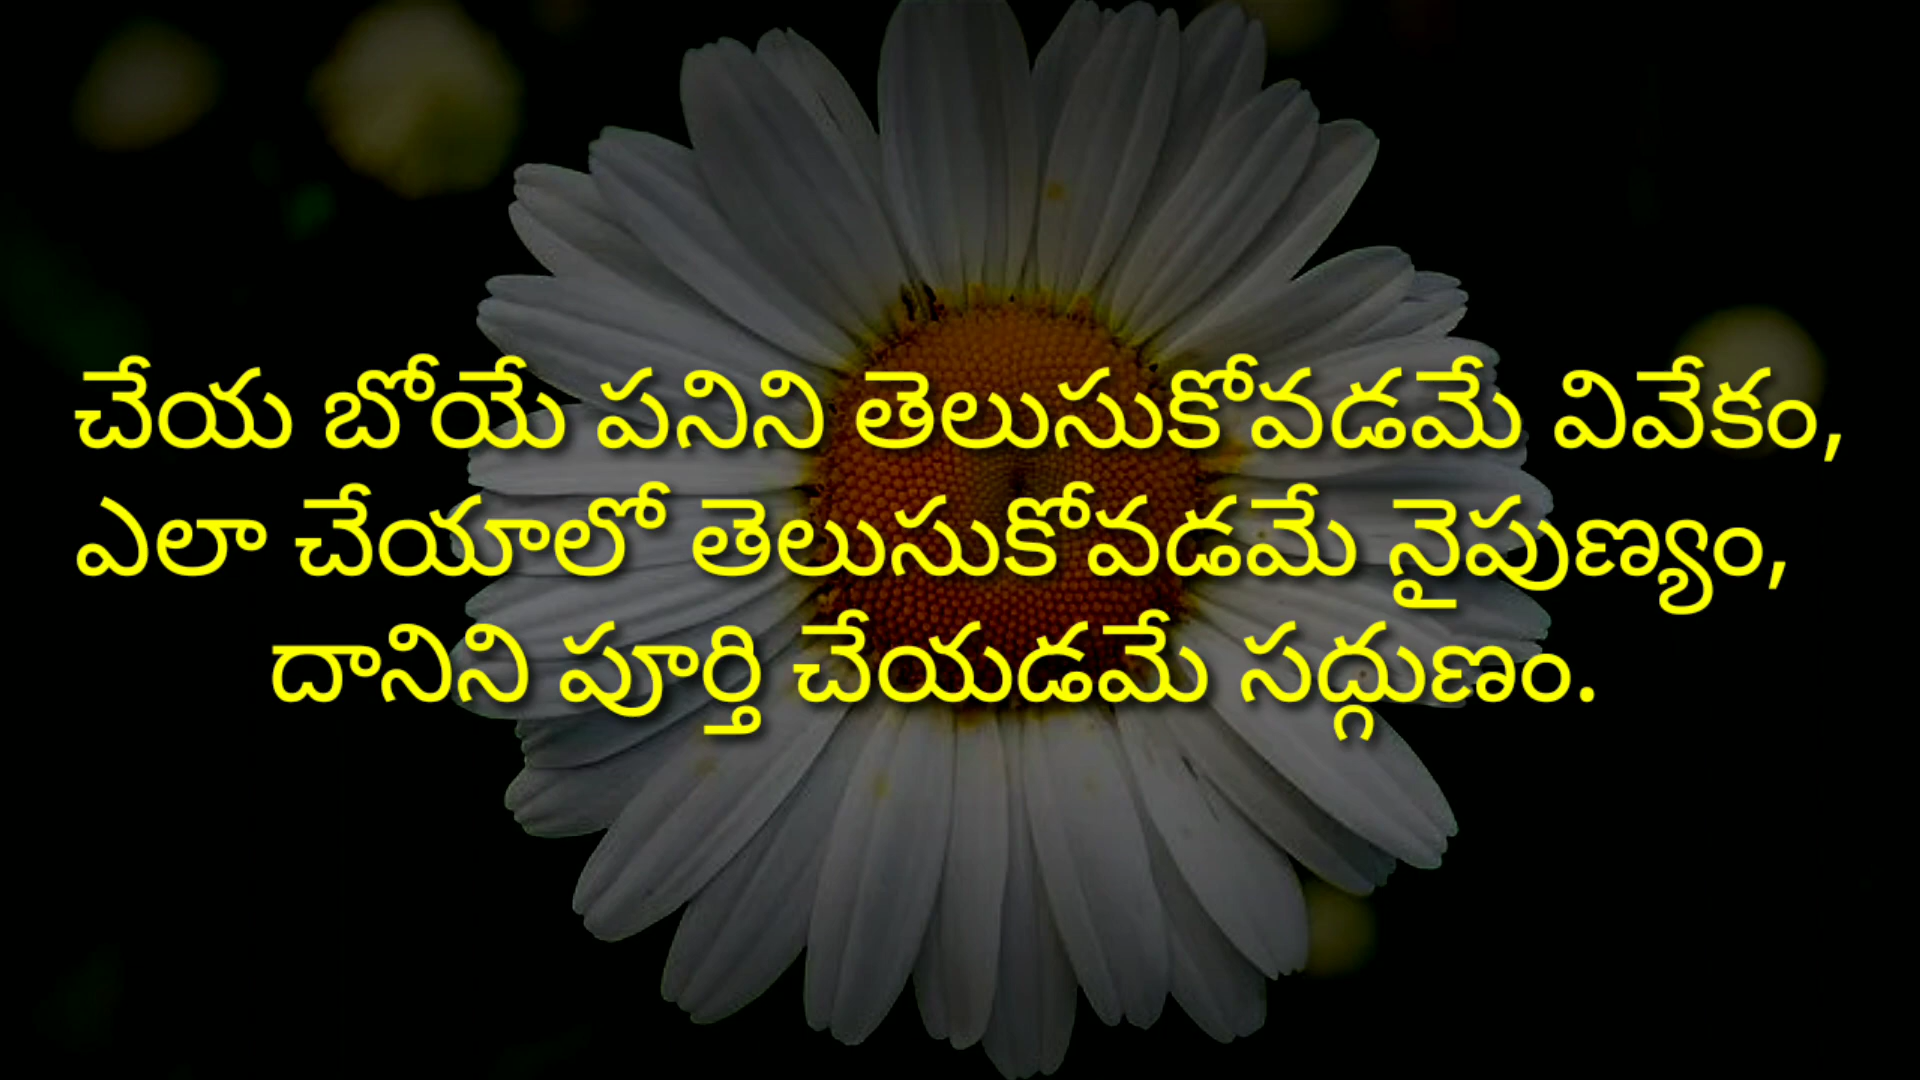 చేయ బోయే పనిని తెలుసుకోవడమే వివేకం,
ఎలా చేయాలో తెలుసుకోవడమే నైపుణ్యం,
దానిని పూర్తి చేయడమే సద్గుణం.